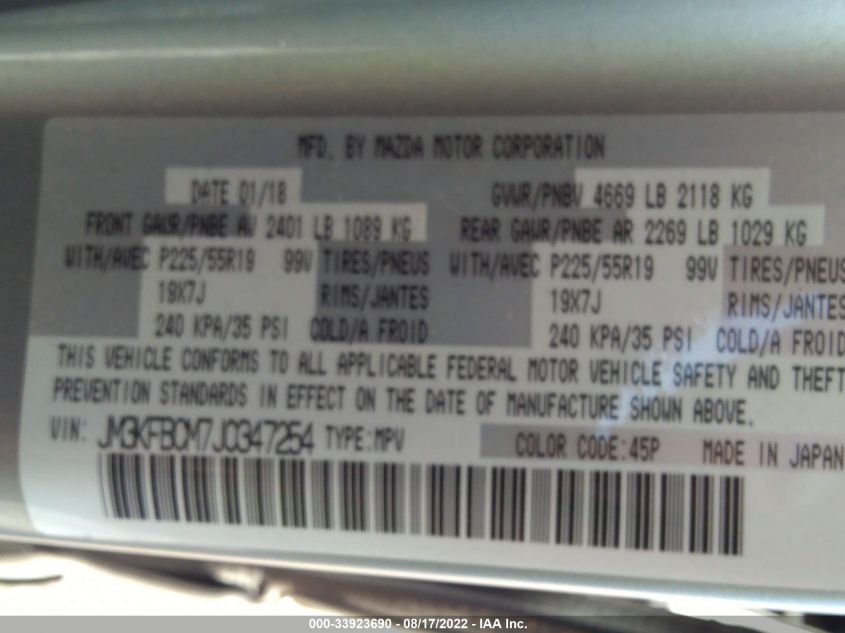 MFD. BY MAZDA MOTOR CORPORATION
DATE 01/18 GVWR/PNBV 4669 LB 2118 KG
FRONT GAWR/PNBE AV 2401 LB 1089 KG REAR GAWR/PNBE AR 2269 LB 1029 KG
WITH/AVEC P225/55R19 99V TIRES/PNEUS WITH/AVEC P225/55R19 99V TIRES/PNEUS
19X7J RIMS/JANTES 19X7J RIMS/JANTES
240 KPA/35 PSI COLD/A FROID 240 KPA/35 PSI COLD/A FROID
THIS VEHICLE CONFORMS TO ALL APPLICABLE FEDERAL MOTOR VEHICLE SAFETY AND THEFT
PREVENTION STANDARDS IN EFFECT ON THE DATE OF MANUFACTURE SHOWN ABOVE.
VIN: JM3KFBCM7J0347254 TYPE:MPV COLOR CODE:45P MADE IN JAPAN
000-33923690 - 08/17/2022 - IAA Inc.